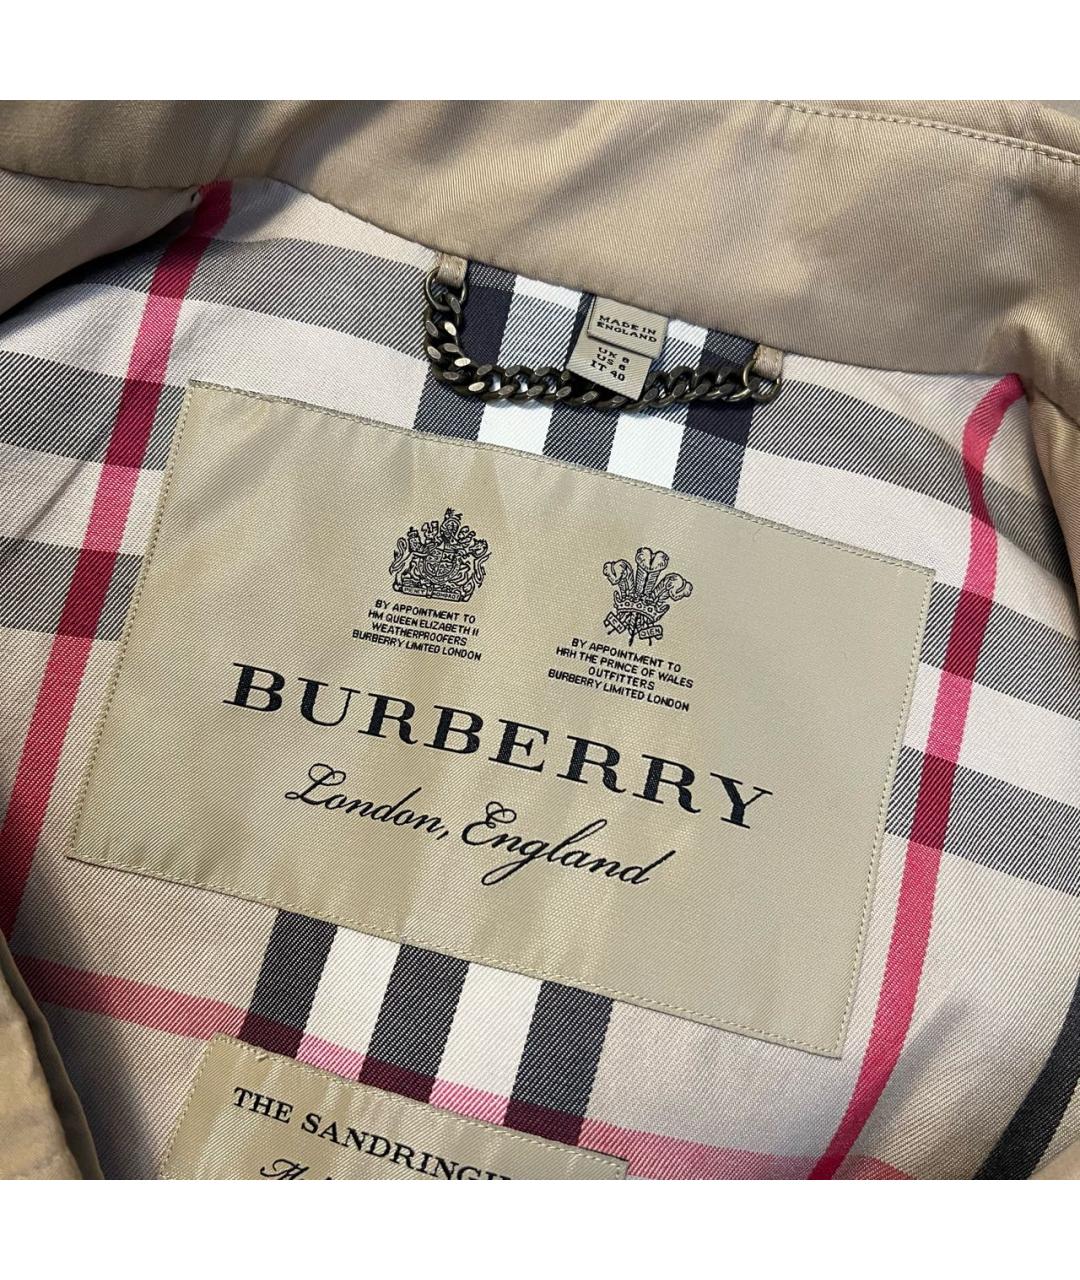 MADE IN
ENGLAND
UK 8
US 6
IT 40
BY APPOINTMENT TO
HM QUEEN ELIZABETH II
WEATHERPROOFERS
BURBERRY LIMITED LONDON
BY APPOINTMENT TO
HRH THE PRINCE OF WALES
OUTFITTERS
BURBERRY LIMITED LONDON
BURBERRY
London, England
THE